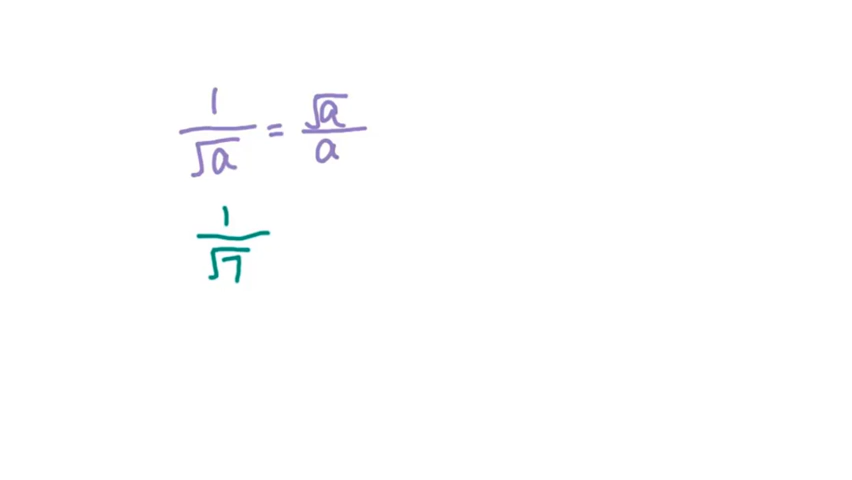 1/√a = √a/a
1/√7